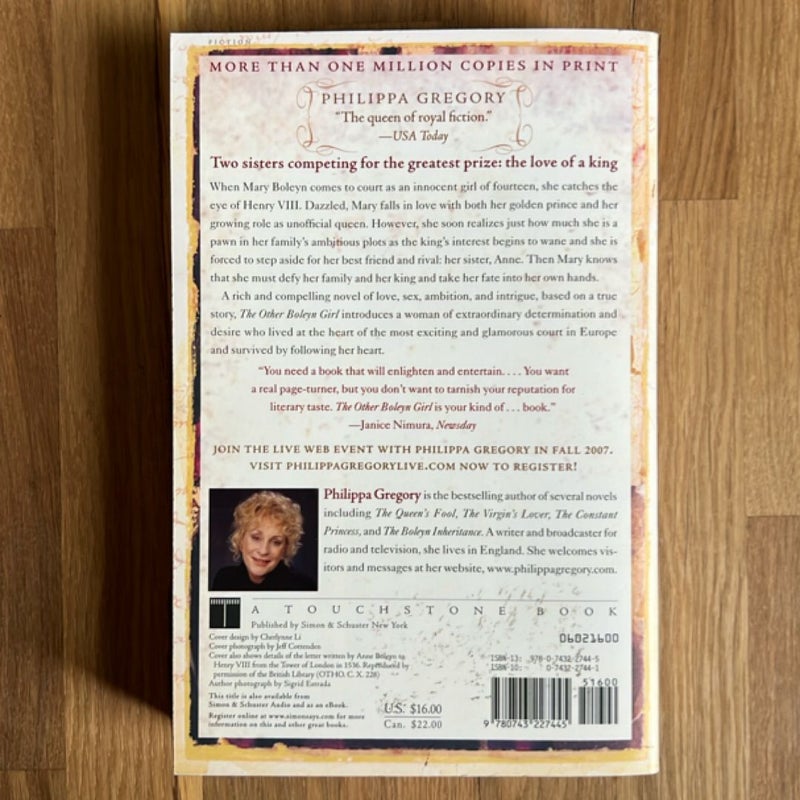 FICTION
MORE THAN ONE MILLION COPIES IN PRINT
PHILIPPA GREGORY
“The queen of royal fiction.”
—USA Today
Two sisters competing for the greatest prize: the love of a king
When Mary Boleyn comes to court as an innocent girl of fourteen, she catches the
eye of Henry VIII. Dazzled, Mary falls in love with both her golden prince and her
growing role as unofficial queen. However, she soon realizes just how much she is a
pawn in her family’s ambitious plots as the king’s interest begins to wane and she is
forced to step aside for her best friend and rival: her sister, Anne. Then Mary knows
that she must defy her family and her king and take her fate into her own hands.
A rich and compelling novel of love, sex, ambition, and intrigue, based on a true
story, The Other Boleyn Girl introduces a woman of extraordinary determination and
desire who lived at the heart of the most exciting and glamorous court in Europe
and survived by following her heart.
“You need a book that will enlighten and entertain. . . . You want
a real page-turner, but you don’t want to tarnish your reputation for
literary taste. The Other Boleyn Girl is your kind of . . . book.”
—Janice Nimura, Newsday
JOIN THE LIVE WEB EVENT WITH PHILIPPA GREGORY IN FALL 2007.
VISIT PHILIPPAGREGORYLIVE.COM NOW TO REGISTER!
Philippa Gregory is the bestselling author of several novels
including The Queen’s Fool, The Virgin’s Lover, The Constant
Princess, and The Boleyn Inheritance. A writer and broadcaster for
radio and television, she lives in England. She welcomes vis-
itors and messages at her website, www.philippagregory.com.
A TOUCHSTONE BOOK
Published by Simon & Schuster New York
Cover design by Cherlynne Li
Cover photograph by Jeff Cottenden
Cover also shows details of the letter written by Anne Boleyn to
Henry VIII from the Tower of London in 1536. Reproduced by
permission of the British Library (OTHO. C. X. 228)
Author photograph by Sigrid Estrada
This title is also available from
Simon & Schuster Audio and as an eBook.
Register online at www.simonsays.com for more
information on this and other great books.
U.S. $16.00
Can. $22.00
06021600
ISBN-13: 978-0-7432-2744-5
ISBN-10: 0-7432-2744-1
51600
9 780743 227445